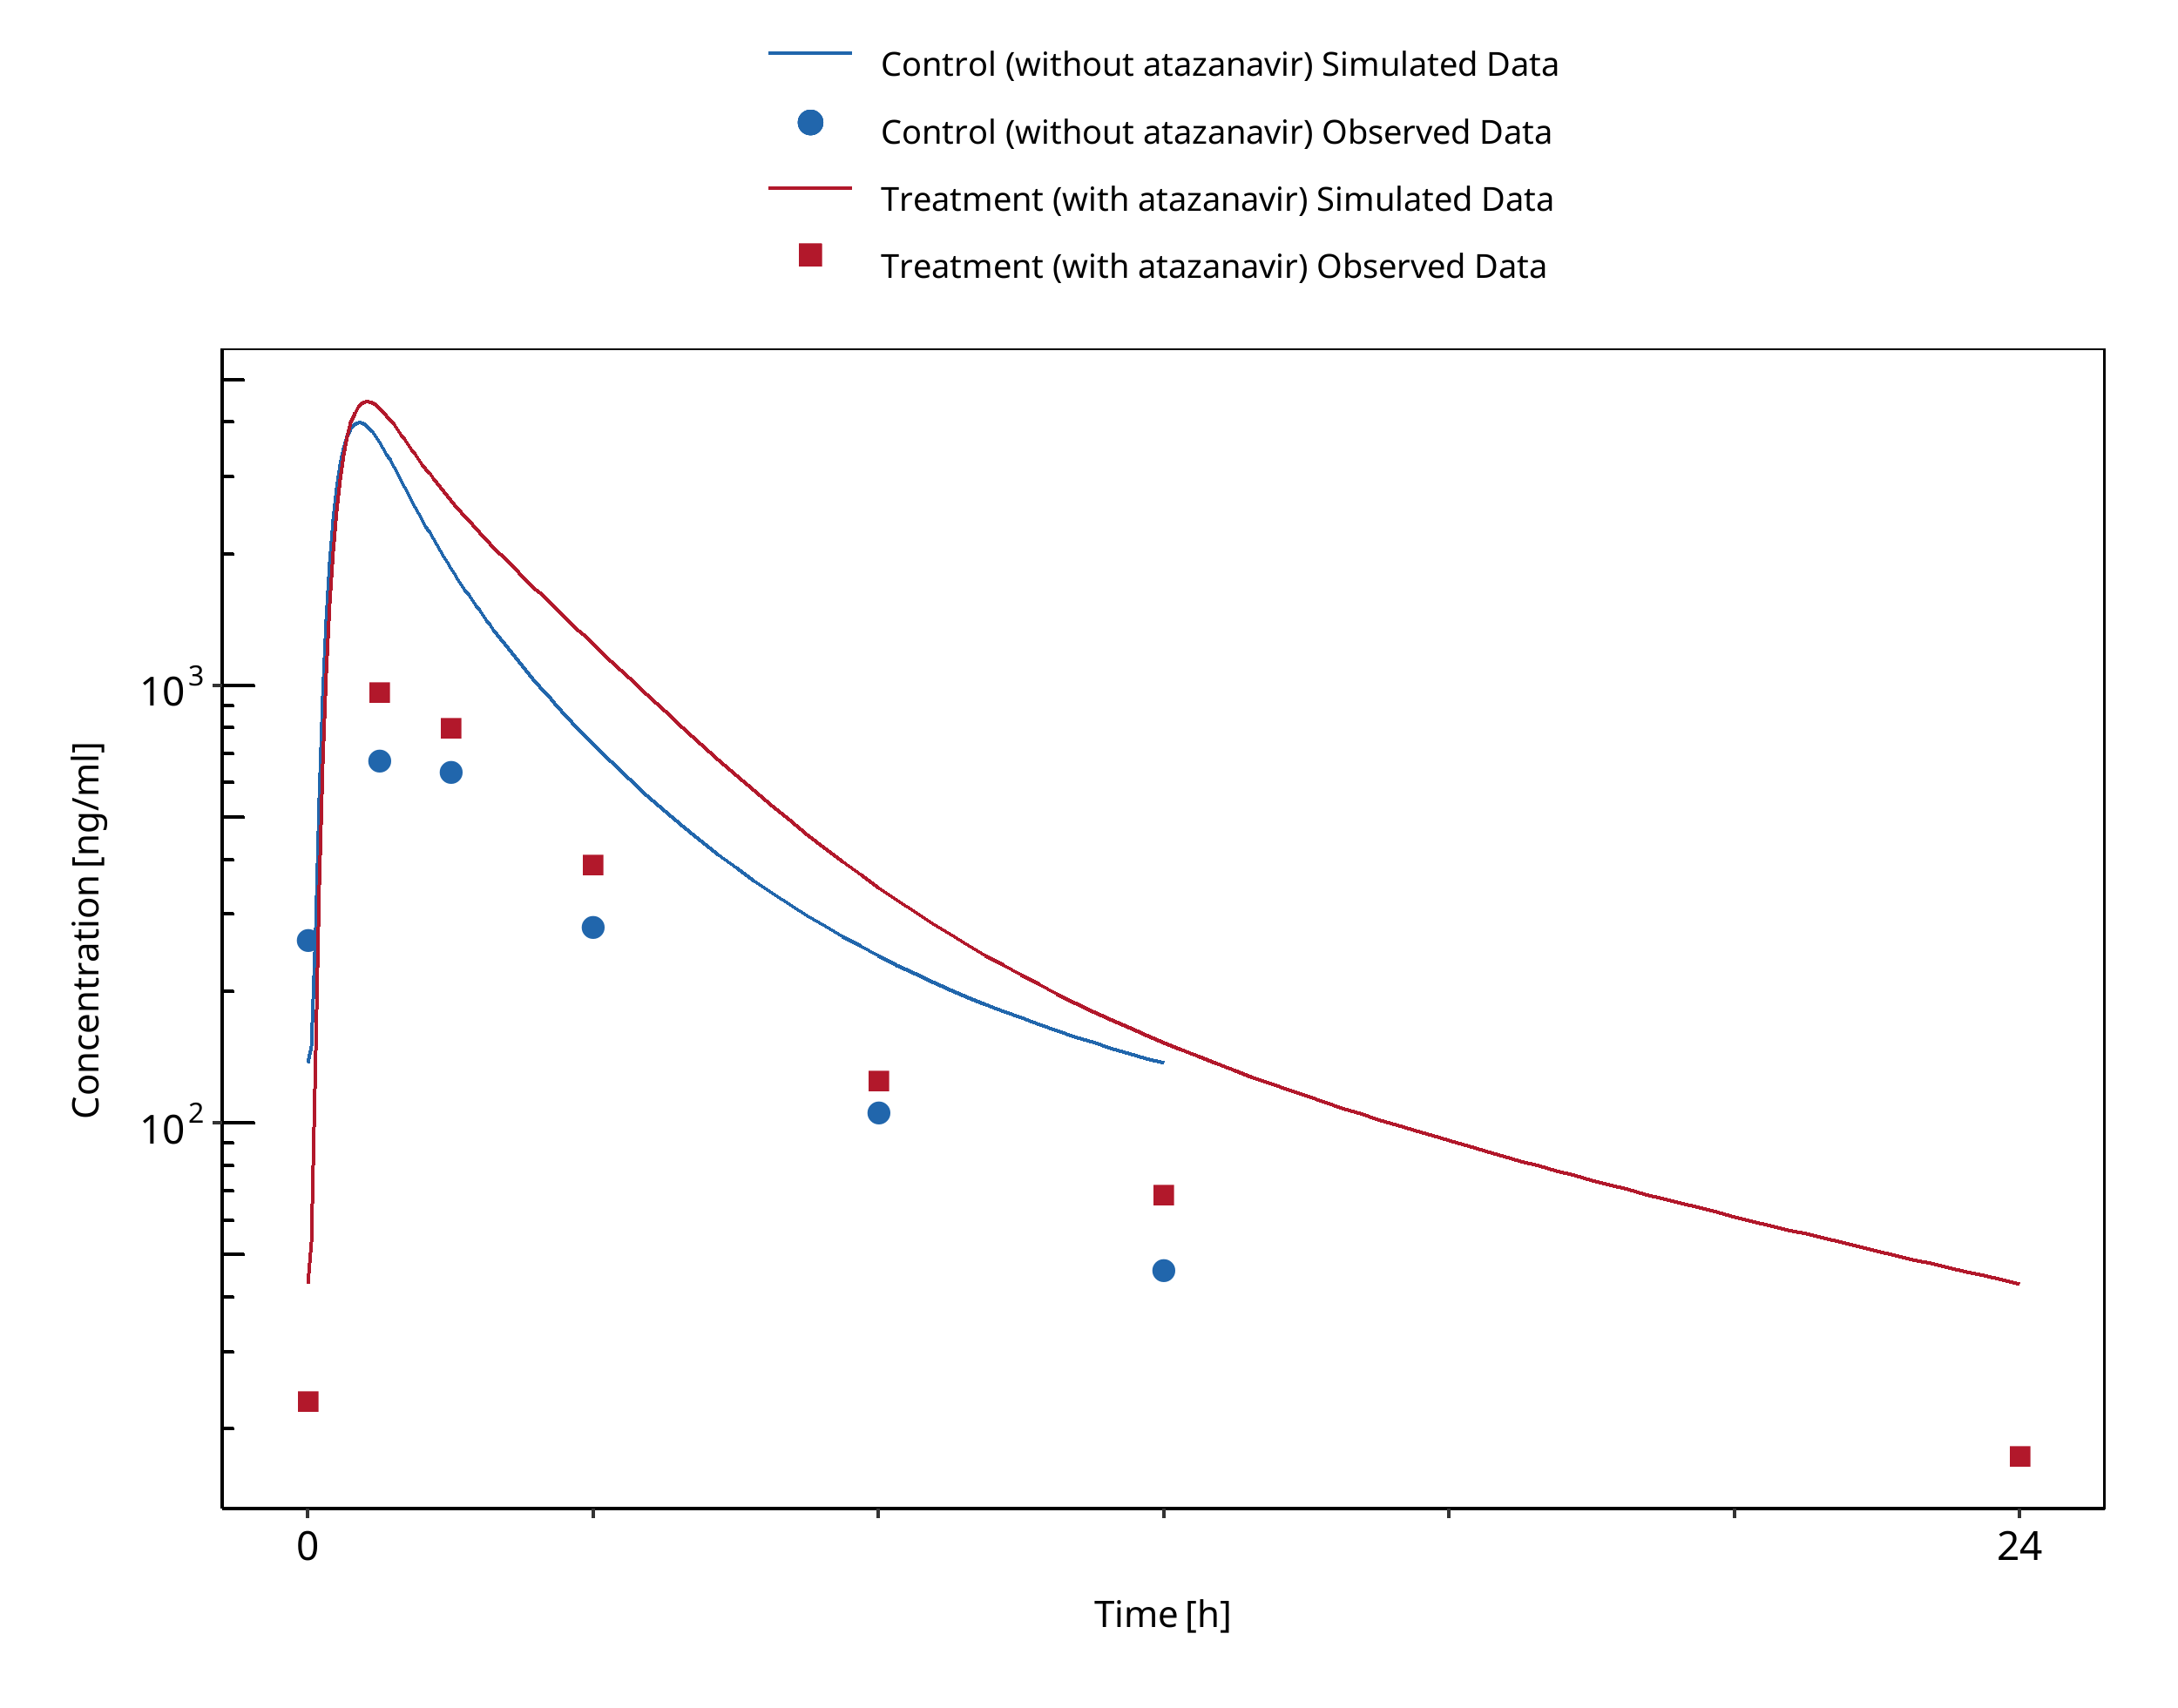 Control (without atazanavir) Simulated Data
Control (without atazanavir) Observed Data
Treatment (with atazanavir) Simulated Data
Treatment (with atazanavir) Observed Data
10³
10²
Concentration [ng/ml]
0 24
Time [h]